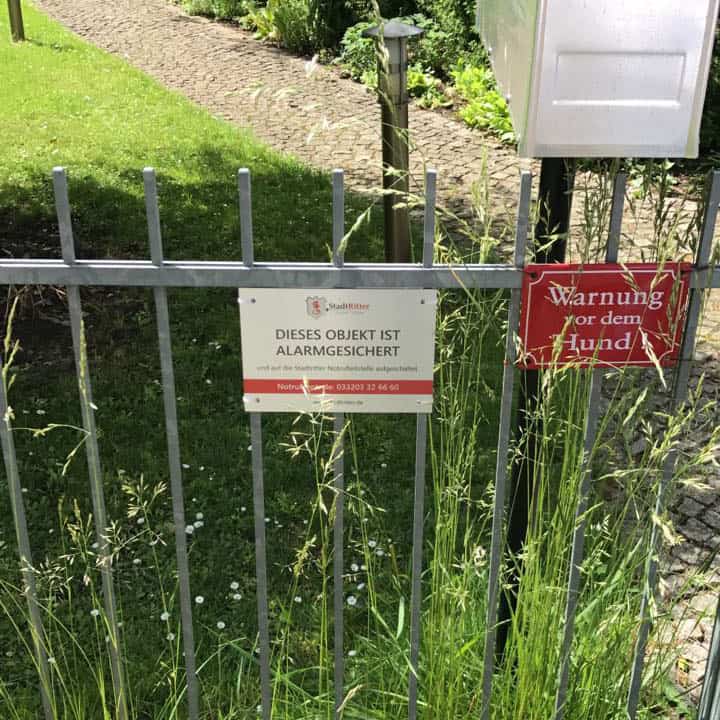 StadtRitter
DIESES OBJEKT IST
ALARMGESICHERT
und auf die Stadtritter Notrufleitstelle aufgeschaltet
033203 32 66 60
Warnung
vor dem
Hund !